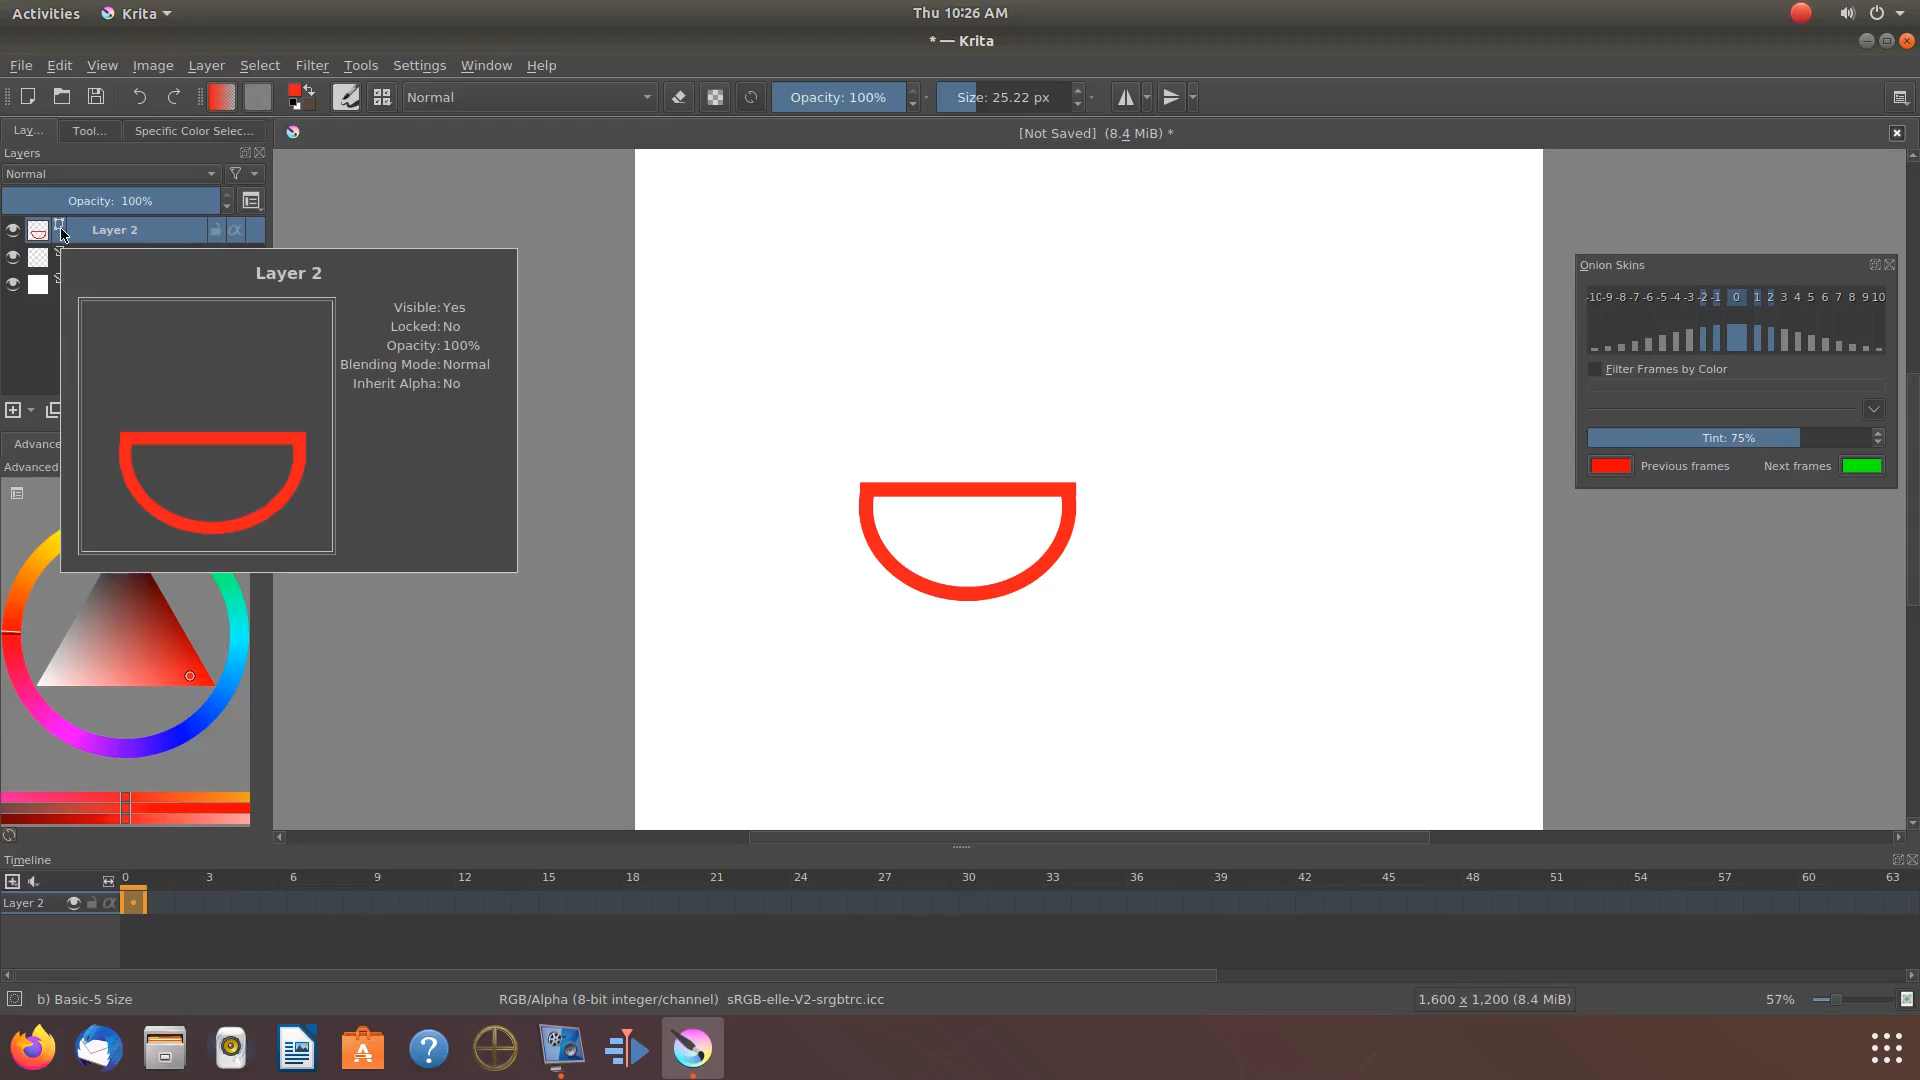 Activities Krita Thu 10:26 AM
* — Krita
File Edit View Image Layer Select Filter Tools Settings Window Help
Normal Opacity: 100% Size: 25.22 px
Lay... Tool... Specific Color Selec... [Not Saved] (8.4 MiB) *
Layers
Normal
Opacity: 100%
Layer 2
Layer 2
Visible: Yes
Locked: No
Opacity: 100%
Blending Mode: Normal
Inherit Alpha: No
Onion Skins
-10 -9 -8 -7 -6 -5 -4 -3 -2 -1 0 1 2 3 4 5 6 7 8 9 10
Filter Frames by Color
Tint: 75%
Previous frames Next frames
Advance
Advanced
Timeline
0 3 6 9 12 15 18 21 24 27 30 33 36 39 42 45 48 51 54 57 60 63
Layer 2
b) Basic-5 Size RGB/Alpha (8-bit integer/channel) sRGB-elle-V2-srgbtrc.icc 1,600 x 1,200 (8.4 MiB) 57%